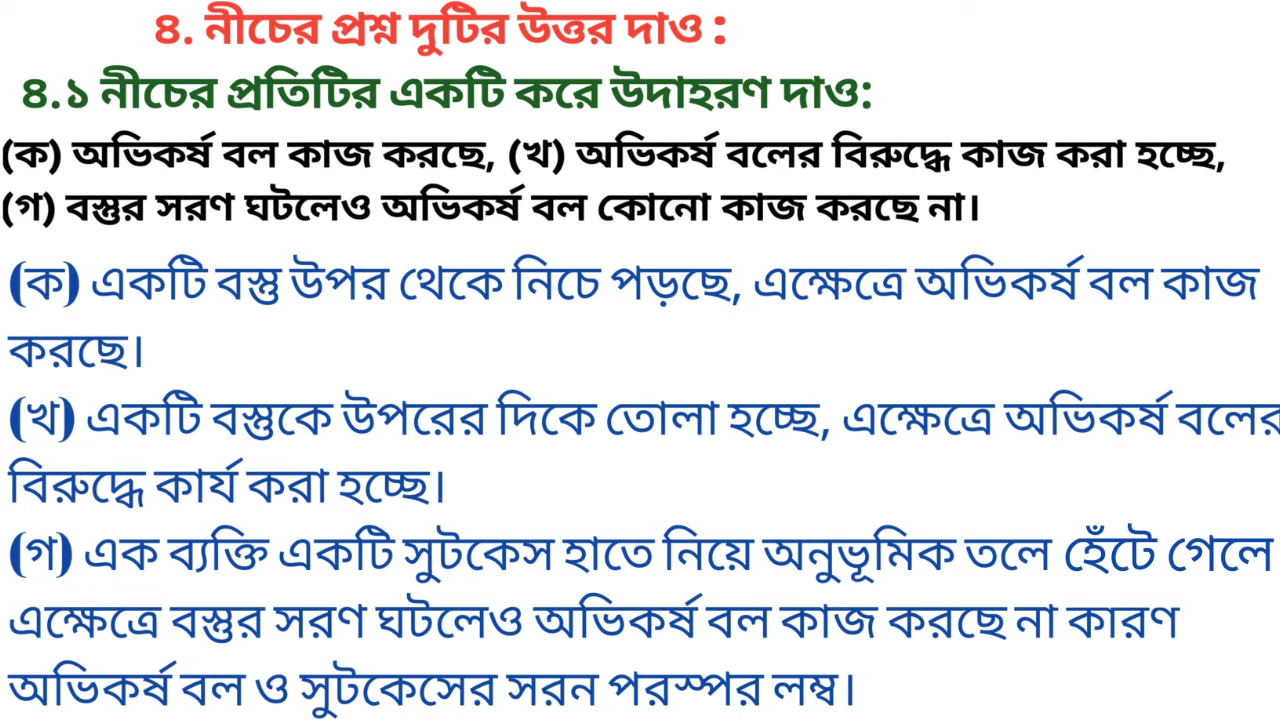 ৪. নীচের প্রশ্ন দুটির উত্তর দাও :
৪.১ নীচের প্রতিটির একটি করে উদাহরণ দাও:
(ক) অভিকর্ষ বল কাজ করছে, (খ) অভিকর্ষ বলের বিরুদ্ধে কাজ করা হচ্ছে,
(গ) বস্তুর সরণ ঘটলেও অভিকর্ষ বল কোনো কাজ করছে না।
(ক) একটি বস্তু উপর থেকে নিচে পড়ছে, এক্ষেত্রে অভিকর্ষ বল কাজ
করছে।
(খ) একটি বস্তুকে উপরের দিকে তোলা হচ্ছে, এক্ষেত্রে অভিকর্ষ বলের
বিরুদ্ধে কার্য করা হচ্ছে।
(গ) এক ব্যক্তি একটি সুটকেস হাতে নিয়ে অনুভূমিক তলে হেঁটে গেলে
এক্ষেত্রে বস্তুর সরণ ঘটলেও অভিকর্ষ বল কাজ করছে না কারণ
অভিকর্ষ বল ও সুটকেসের সরন পরস্পর লম্ব।